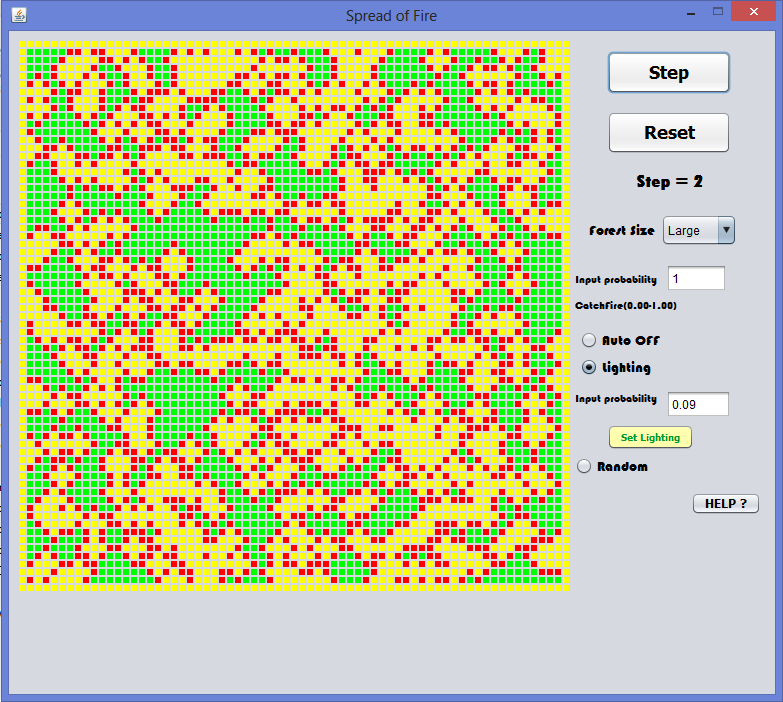 Spread of Fire
Step
Reset
Step = 2
Forest Size Large
Input probability 1
CatchFire(0.00-1.00)
Auto OFF
Lighting
Input probability 0.09
Set Lighting
Random
HELP ?